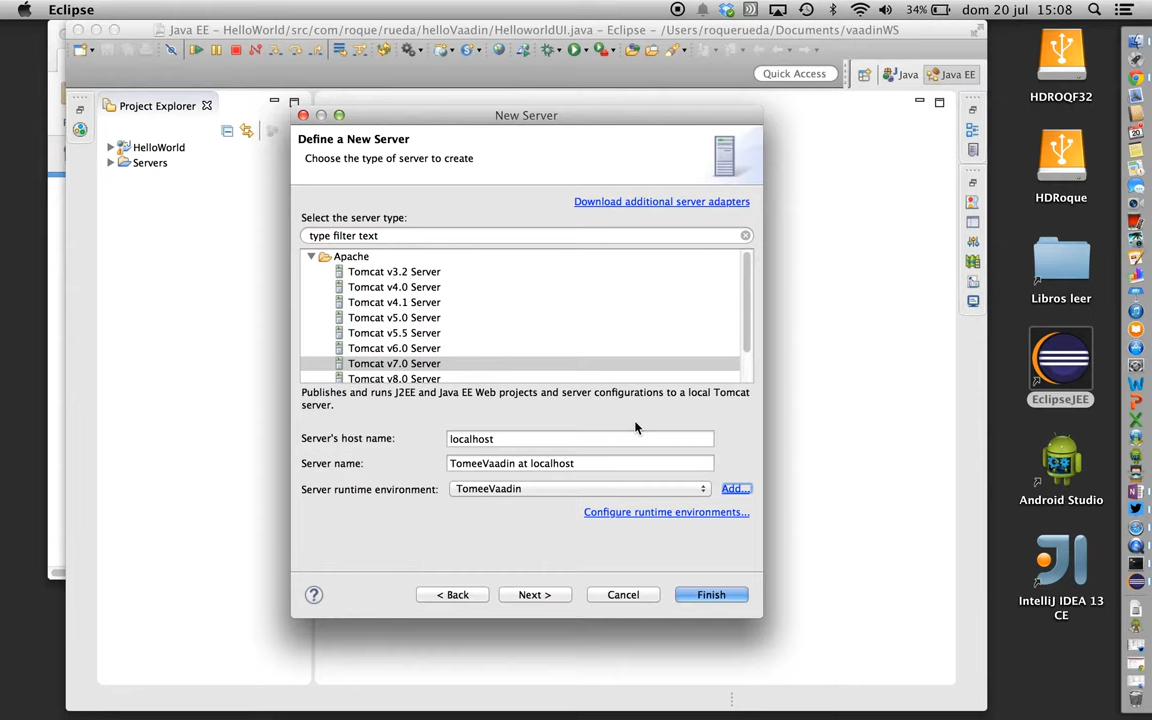 Eclipse
34%
dom 20 jul 15:08
Java EE - HelloWorld/src/com/roque/rueda/helloVaadin/HelloworldUI.java - Eclipse - /Users/roquerueda/Documents/vaadinWS
Quick Access
Java
Java EE
Project Explorer
HelloWorld
Servers
New Server
Define a New Server
Choose the type of server to create
Download additional server adapters
Select the server type:
type filter text
Apache
Tomcat v3.2 Server
Tomcat v4.0 Server
Tomcat v4.1 Server
Tomcat v5.0 Server
Tomcat v5.5 Server
Tomcat v6.0 Server
Tomcat v7.0 Server
Tomcat v8.0 Server
Publishes and runs J2EE and Java EE Web projects and server configurations to a local Tomcat
server.
Server's host name:
localhost
Server name:
TomeeVaadin at localhost
Server runtime environment:
TomeeVaadin
Add...
Configure runtime environments...
?
< Back
Next >
Cancel
Finish
HDROQF32
HDRoque
Libros leer
EclipseJEE
Android Studio
IntelliJ IDEA 13
CE